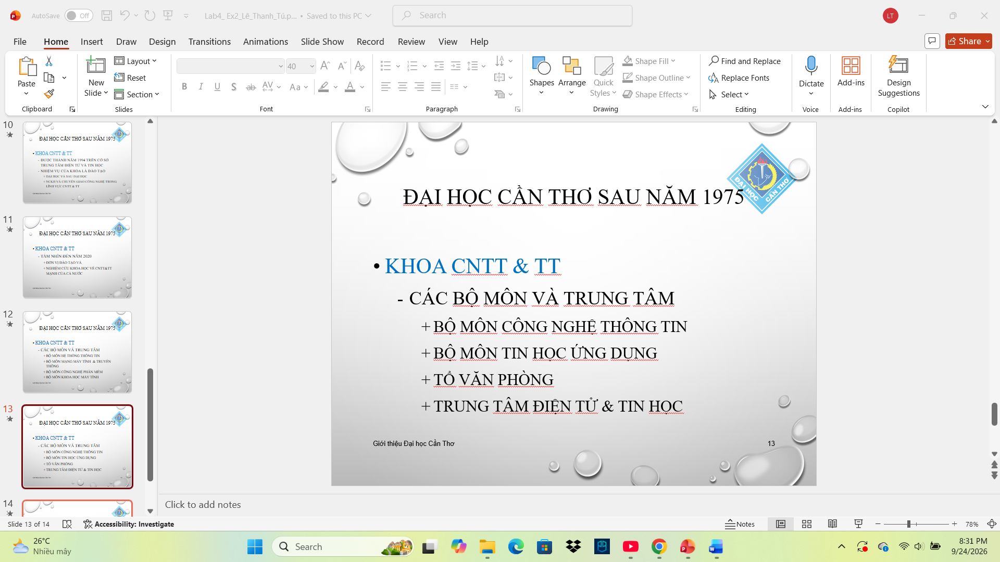 AutoSave Off Lab4_ Ex2_Lê_Thanh_Tú.p... • Saved to this PC Search LT
File Home Insert Draw Design Transitions Animations Slide Show Record Review View Help Share
Paste New Slide Layout Reset Section 40 Shapes Arrange Quick Styles Shape Fill Shape Outline Shape Effects Find and Replace Replace Fonts Select Dictate Add-ins Design Suggestions
Clipboard Slides Font Paragraph Drawing Editing Voice Add-ins Copilot
10
ĐẠI HỌC CẦN THƠ SAU NĂM 1975
• KHOA CNTT & TT
- ĐƯỢC THÀNH NĂM 1994 TRÊN CƠ SỞ
TRUNG TÂM ĐIỆN TỬ VÀ TIN HỌC
- NHIỆM VỤ CỦA KHOA LÀ ĐÀO TẠO
+ ĐẠI HỌC VÀ SAU ĐẠI HỌC
+ NCKH VÀ CHUYỂN GIAO CÔNG NGHỆ TRONG
LĨNH VỰC CNTT & TT
11
ĐẠI HỌC CẦN THƠ SAU NĂM 1975
• KHOA CNTT & TT
- TẦM NHÌN ĐẾN NĂM 2020
+ ĐƠN VỊ ĐÀO TẠO VÀ
+ NGHIÊM CỨU KHOA HỌC VỀ CNTT&TT
MẠNH CỦA CẢ NƯỚC
12
ĐẠI HỌC CẦN THƠ SAU NĂM 1975
• KHOA CNTT & TT
- CÁC BỘ MÔN VÀ TRUNG TÂM
+ BỘ MÔN HỆ THỐNG THÔNG TIN
+ BỘ MÔN MẠNG MÁY TÍNH & TRUYỀN
THÔNG
+ BỘ MÔN CÔNG NGHỆ PHẦN MỀM
+ BỘ MÔN KHOA HỌC MÁY TÍNH
13
ĐẠI HỌC CẦN THƠ SAU NĂM 1975
• KHOA CNTT & TT
- CÁC BỘ MÔN VÀ TRUNG TÂM
+ BỘ MÔN CÔNG NGHỆ THÔNG TIN
+ BỘ MÔN TIN HỌC ỨNG DỤNG
+ TỔ VĂN PHÒNG
+ TRUNG TÂM ĐIỆN TỬ & TIN HỌC
14
ĐẠI HỌC CẦN THƠ
ĐẠI HỌC CẦN THƠ SAU NĂM 1975
• KHOA CNTT & TT
- CÁC BỘ MÔN VÀ TRUNG TÂM
+ BỘ MÔN CÔNG NGHỆ THÔNG TIN
+ BỘ MÔN TIN HỌC ỨNG DỤNG
+ TỔ VĂN PHÒNG
+ TRUNG TÂM ĐIỆN TỬ & TIN HỌC
Giới thiệu Đại học Cần Thơ 13
Click to add notes
Slide 13 of 14 Accessibility: Investigate Notes 78%
26°C
Nhiều mây
Search
8:31 PM
9/24/2026